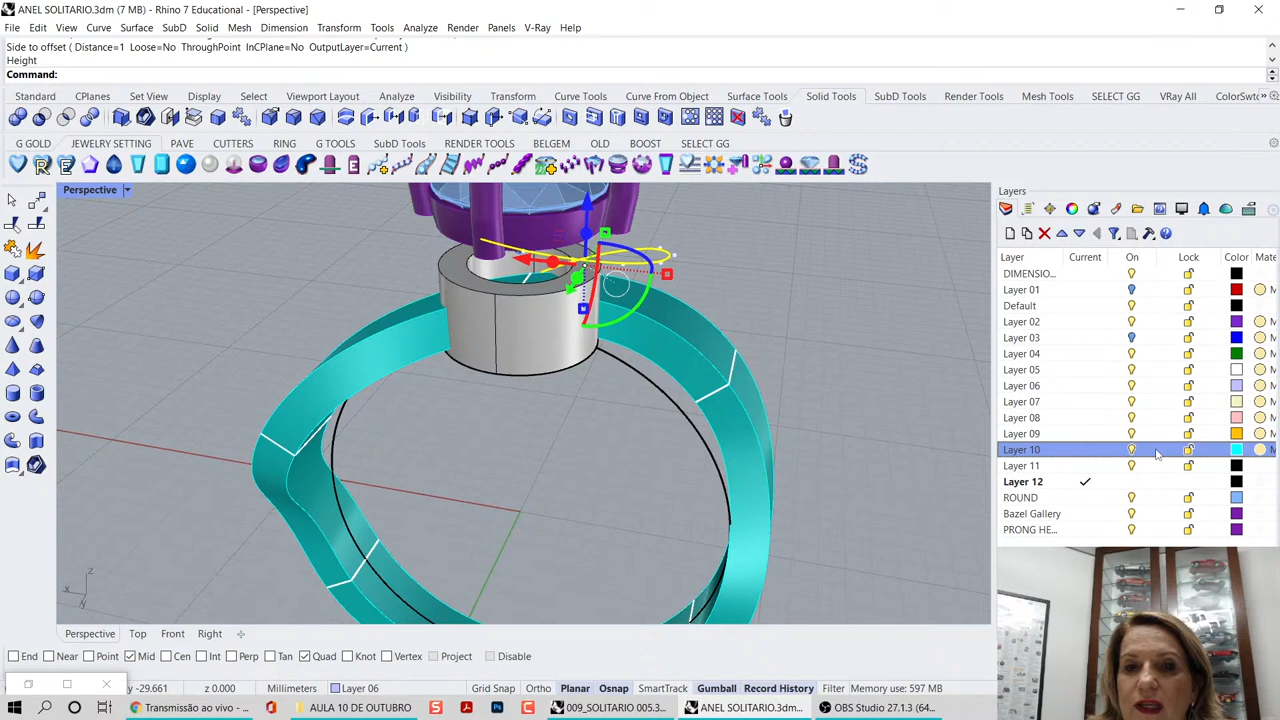 ANEL SOLITARIO.3dm - Rhino 7 Educational - [Perspective]
File Edit View Curve Surface SubD Solid Mesh Dimension Transform Tools Analyze Render Panels V-Ray Help
Side to offset ( Distance=1 Loose=No ThroughPoint InCPlane=No OutputLayer=Current )
Height
Command:
Standard CPlanes Set View Display Select Viewport Layout Analyze Visibility Transform Curve Tools Curve From Object Surface Tools Solid Tools SubD Tools Render Tools Mesh Tools SELECT GG VRay All ColorSwtc
G GOLD JEWELRY SETTING PAVE CUTTERS RING G TOOLS SubD Tools RENDER TOOLS BELGEM OLD BOOST SELECT GG
Perspective
Layers
Layer Current On Lock Color Mate
DIMENSIO...
Layer 01
Default
Layer 02
Layer 03
Layer 04
Layer 05
Layer 06
Layer 07
Layer 08
Layer 09
Layer 10
Layer 11
Layer 12
ROUND
Bazel Gallery
PRONG HE...
z
x
y
Perspective Top Front Right
End Near Point Mid Cen Int Perp Tan Quad Knot Vertex Project Disable
y -29.661 z 0.000 Millimeters Layer 06 Grid Snap Ortho Planar Osnap SmartTrack Gumball Record History Filter Memory use: 597 MB
Transmissão ao vivo - ... AULA 10 DE OUTUBRO 009_SOLITARIO 005.3... ANEL SOLITARIO.3dm... OBS Studio 27.1.3 (64...